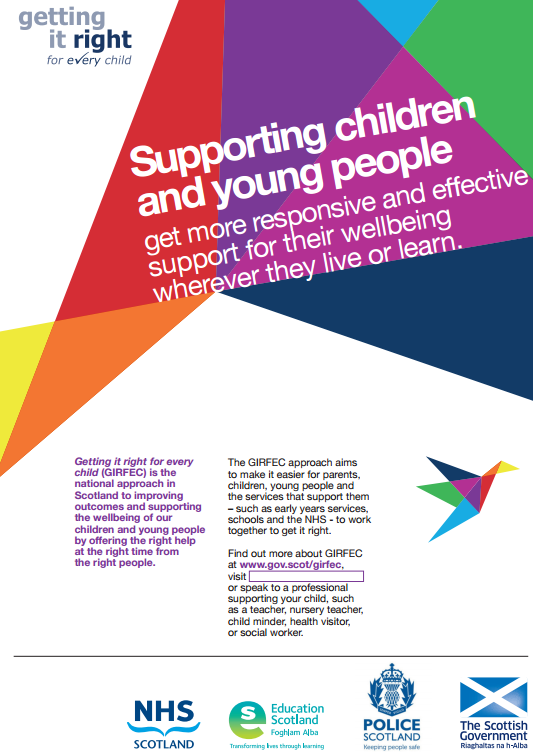 getting
it right
for every child
Supporting children
and young people
get more responsive and effective
support for their wellbeing
wherever they live or learn.
Getting it right for every
child (GIRFEC) is the
national approach in
Scotland to improving
outcomes and supporting
the wellbeing of our
children and young people
by offering the right help
at the right time from
the right people.
The GIRFEC approach aims
to make it easier for parents,
children, young people and
the services that support them
– such as early years services,
schools and the NHS - to work
together to get it right.
Find out more about GIRFEC
at www.gov.scot/girfec,
visit
or speak to a professional
supporting your child, such
as a teacher, nursery teacher,
child minder, health visitor,
or social worker.
NHS
SCOTLAND
Education
Scotland
Foghlam Alba
Transforming lives through learning
POLICE
SCOTLAND
Keeping people safe
The Scottish
Government
Riaghaltas na h-Alba